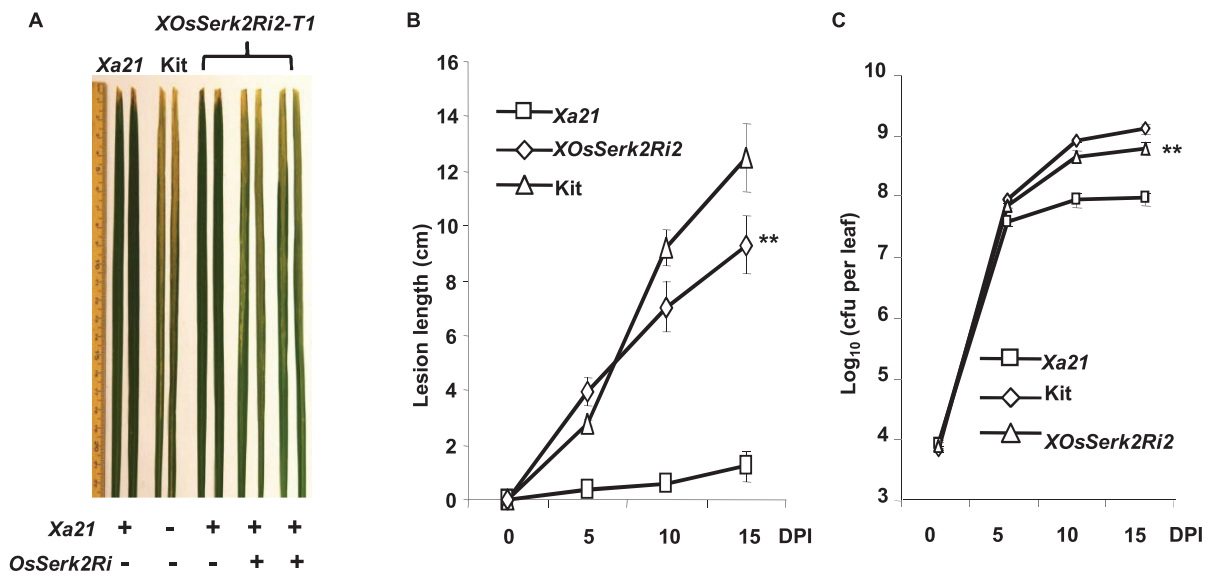 A
XOsSerk2Ri2-T1
Xa21 Kit
Xa21 + - + + +
OsSerk2Ri - - - + +
B
16
14
12
10
8
6
4
2
0
Lesion length (cm)
Xa21
XOsSerk2Ri2
Kit
**
0 5 10 15 DPI
C
10
9
8
7
6
5
4
3
Log10 (cfu per leaf)
**
Xa21
Kit
XOsSerk2Ri2
0 5 10 15 DPI